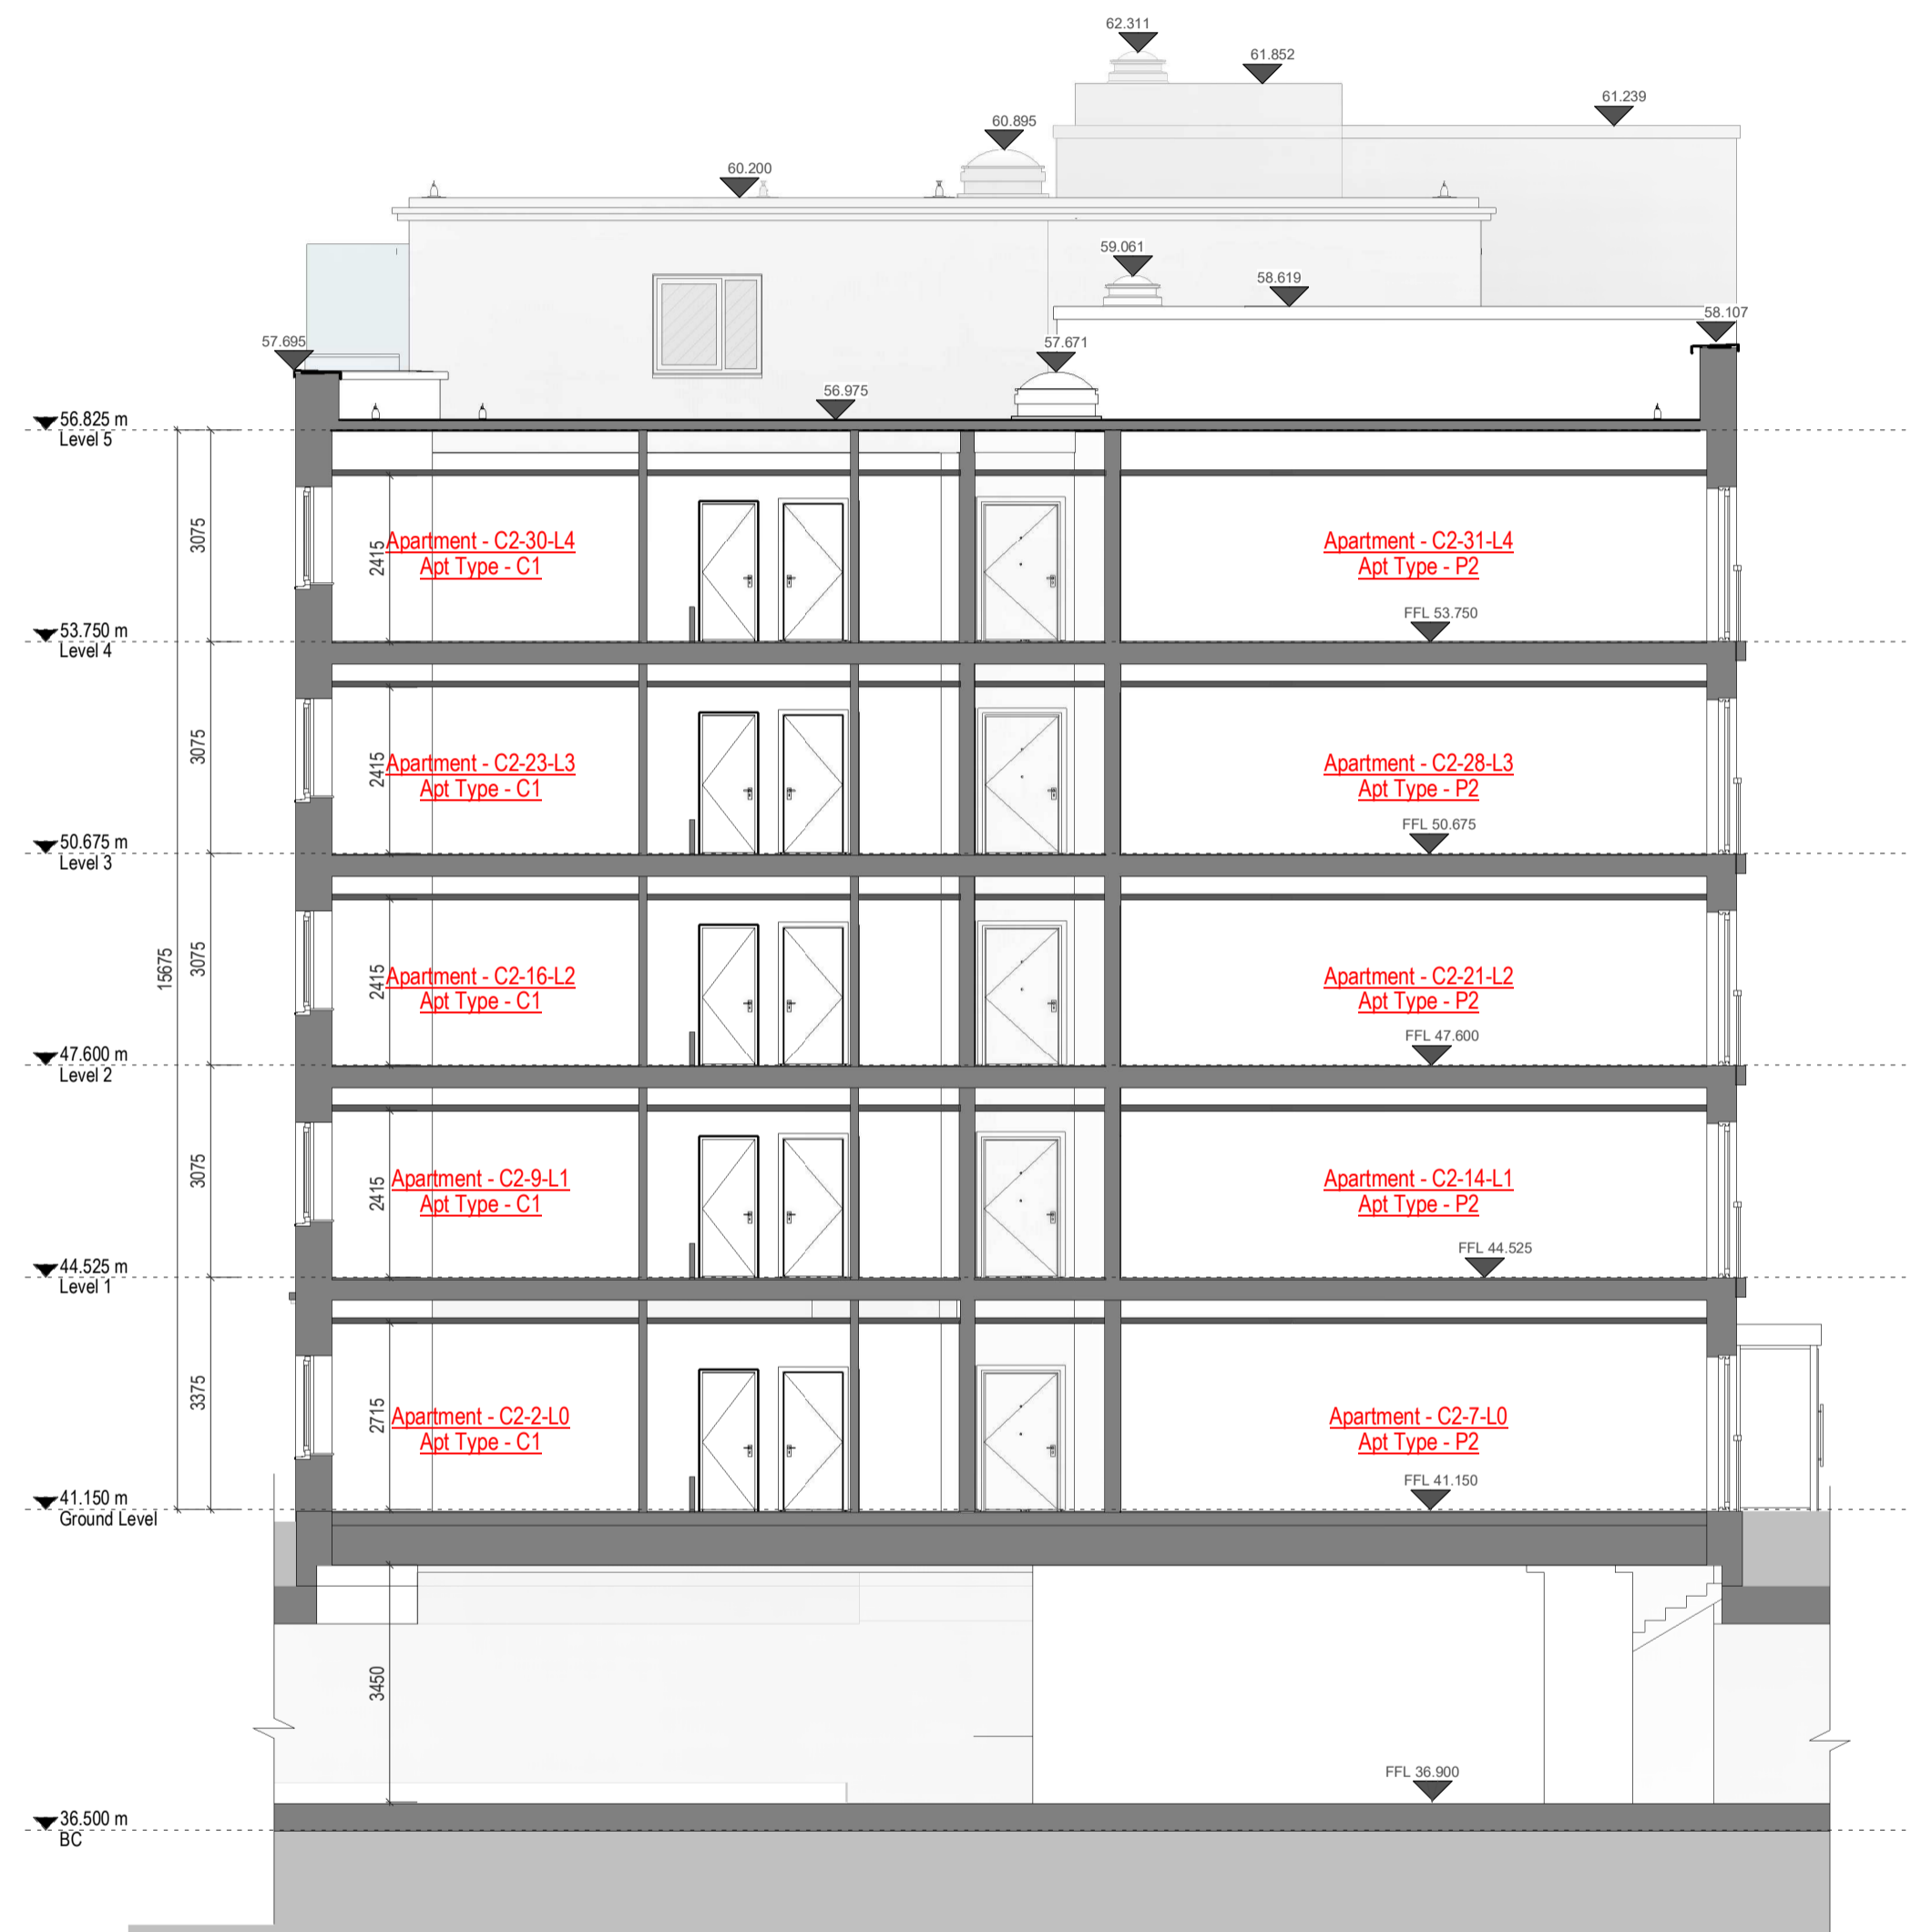 62.311
61.852
61.239
60.895
60.200
59.061
58.619
58.107
57.695
57.671
56.975
56.825 m
Level 5
3075
2415
Apartment - C2-30-L4
Apt Type - C1
Apartment - C2-31-L4
Apt Type - P2
FFL 53.750
53.750 m
Level 4
3075
2415
Apartment - C2-23-L3
Apt Type - C1
Apartment - C2-28-L3
Apt Type - P2
FFL 50.675
50.675 m
Level 3
15675
3075
2415
Apartment - C2-16-L2
Apt Type - C1
Apartment - C2-21-L2
Apt Type - P2
FFL 47.600
47.600 m
Level 2
3075
2415
Apartment - C2-9-L1
Apt Type - C1
Apartment - C2-14-L1
Apt Type - P2
FFL 44.525
44.525 m
Level 1
3375
2715
Apartment - C2-2-L0
Apt Type - C1
Apartment - C2-7-L0
Apt Type - P2
FFL 41.150
41.150 m
Ground Level
3450
FFL 36.900
36.500 m
BC